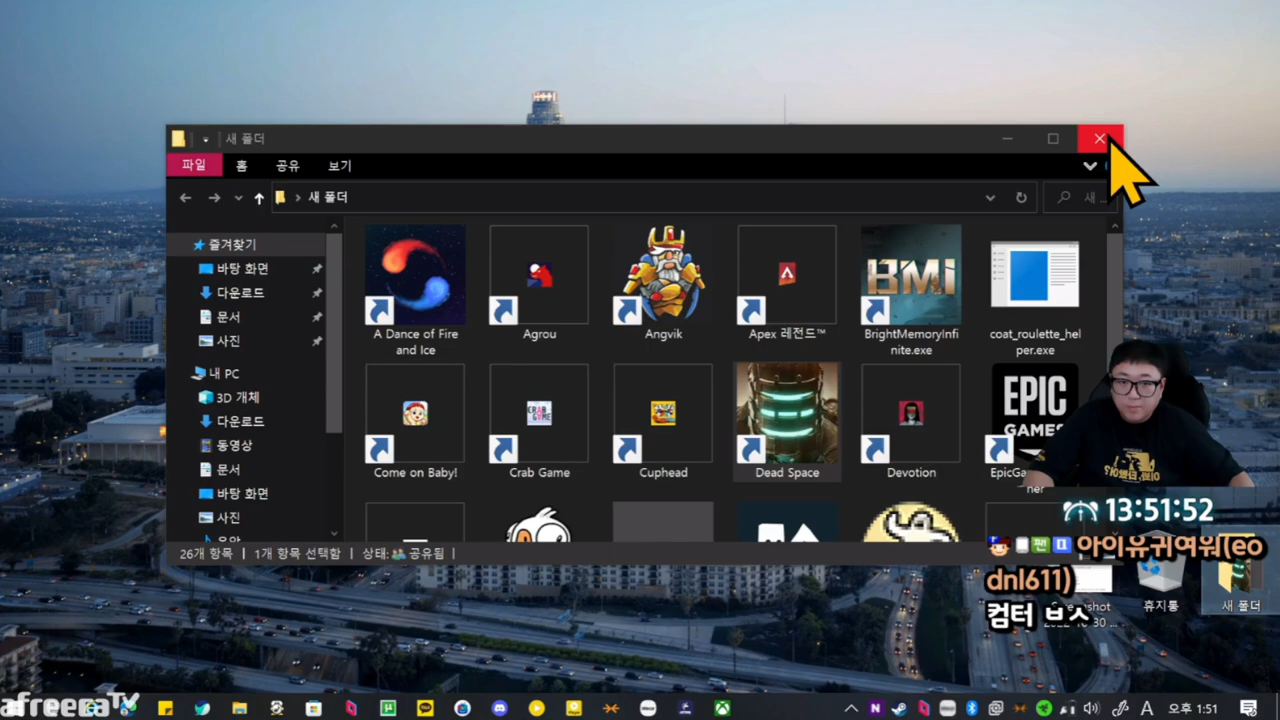 새 폴더
파일
홈
공유
보기
새 폴더
새 ...
즐겨찾기
바탕 화면
다운로드
문서
사진
내 PC
3D 개체
다운로드
동영상
문서
바탕 화면
사진
A Dance of Fire
and Ice
Agrou
Angvik
Apex 레전드™
BrightMemoryInfi
nite.exe
coat_roulette_hel
per.exe
BMI
CRAB
GAME
EPIC
GAMES
Come on Baby!
Crab Game
Cuphead
Dead Space
Devotion
26개 항목
1개 항목 선택함
상태:
공유됨
13:51:52
팬
아이유귀여워(eo
dnl611)
컴터 ㅂㅅ
휴지통
새 폴더
afreecaTV
A
오후 1:51